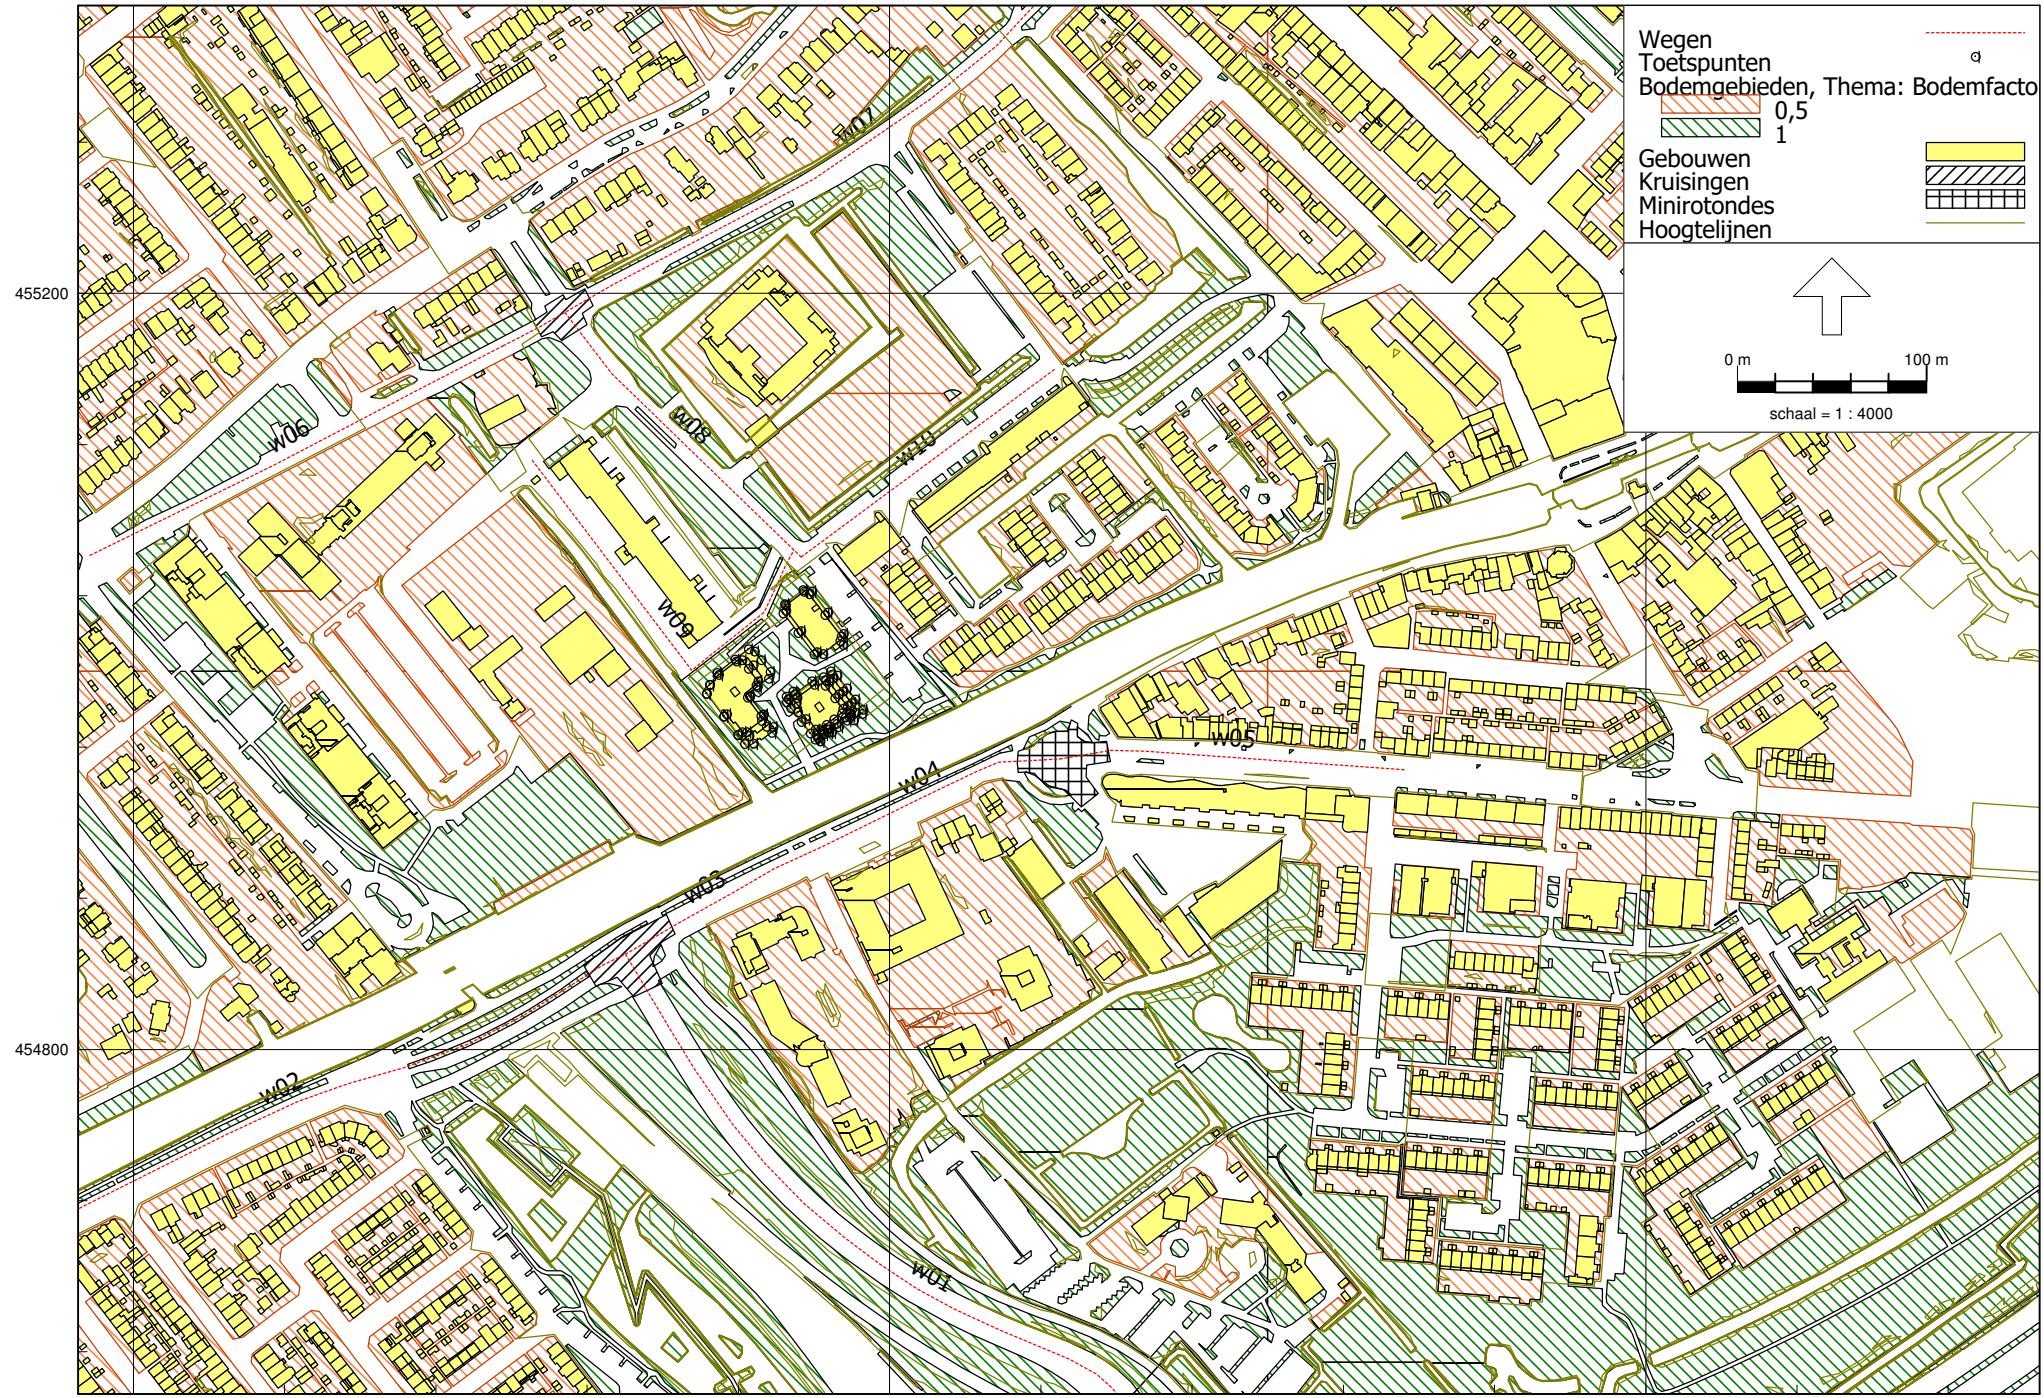 Wegen
Toetspunten
Bodemgebieden, Thema: Bodemfacto
0,5
1
Gebouwen
Kruisingen
Minirotondes
Hoogtelijnen
0 m 100 m
schaal = 1 : 4000
455200
454800
w07
w06
w08
w10
w09
w05
w04
w03
w02
w01